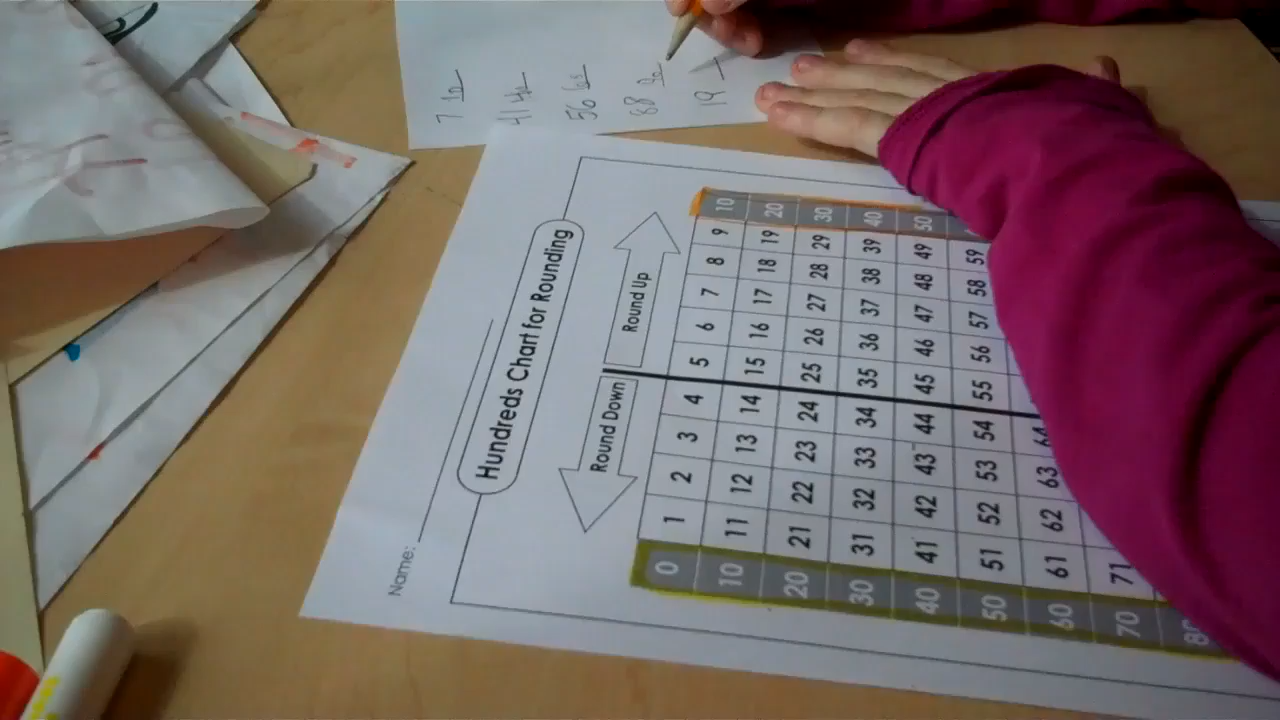 Name:
Hundreds Chart for Rounding
Round Down Round Up
0 1 2 3 4 5 6 7 8 9 10
10 11 12 13 14 15 16 17 18 19 20
20 21 22 23 24 25 26 27 28 29 30
30 31 32 33 34 35 36 37 38 39 40
40 41 42 43 44 45 46 47 48 49 50
50 51 52 53 54 55 56 57 58 59
60 61 62 63 64
70 71
80
7 10
41 40
56 60
88 90
19